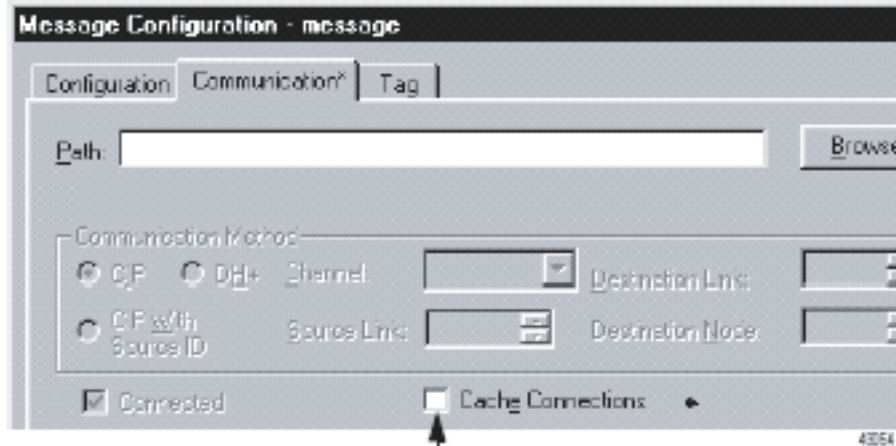 Message Configuration - message
Configuration Communication* Tag
Path: Browse
Communication Method
CIP DH+ Channel: Destination Link:
CIP With Source ID Source Link: Destination Node:
Connected Cache Connections